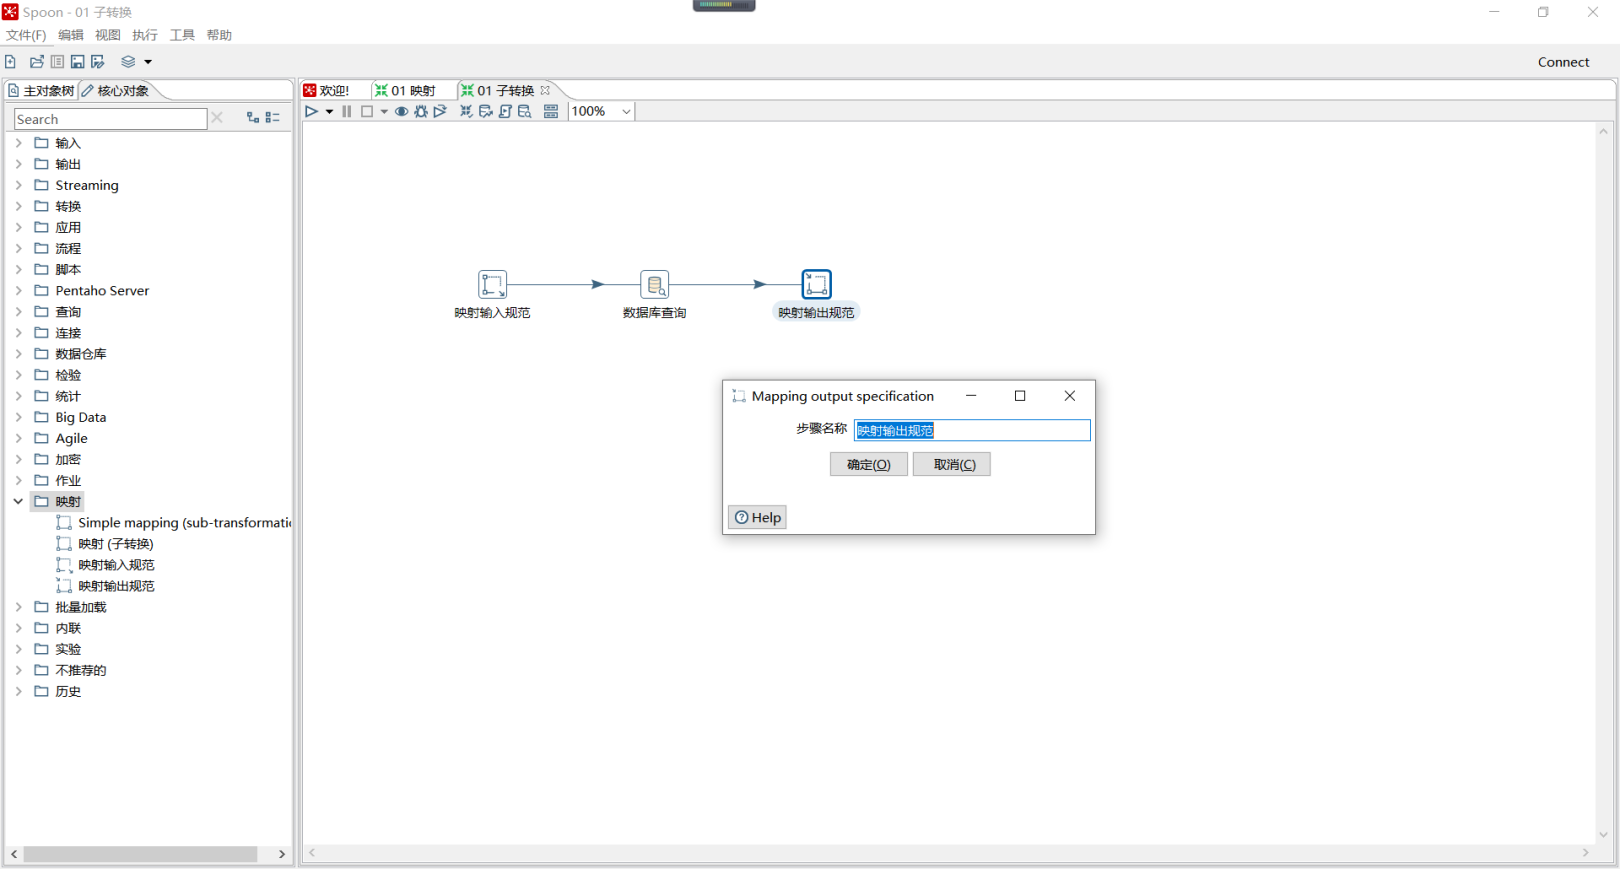 Spoon - 01 子转换
文件(F) 编辑 视图 执行 工具 帮助
Connect
主对象树 核心对象
欢迎! 01 映射 01 子转换
100%
Search
输入
输出
Streaming
转换
应用
流程
脚本
Pentaho Server
查询
连接
数据仓库
检验
统计
Big Data
Agile
加密
作业
映射
Simple mapping (sub-transformatio
映射 (子转换)
映射输入规范
映射输出规范
批量加载
内联
实验
不推荐的
历史
映射输入规范 数据库查询 映射输出规范
Mapping output specification
步骤名称 映射输出规范
确定(O) 取消(C)
Help